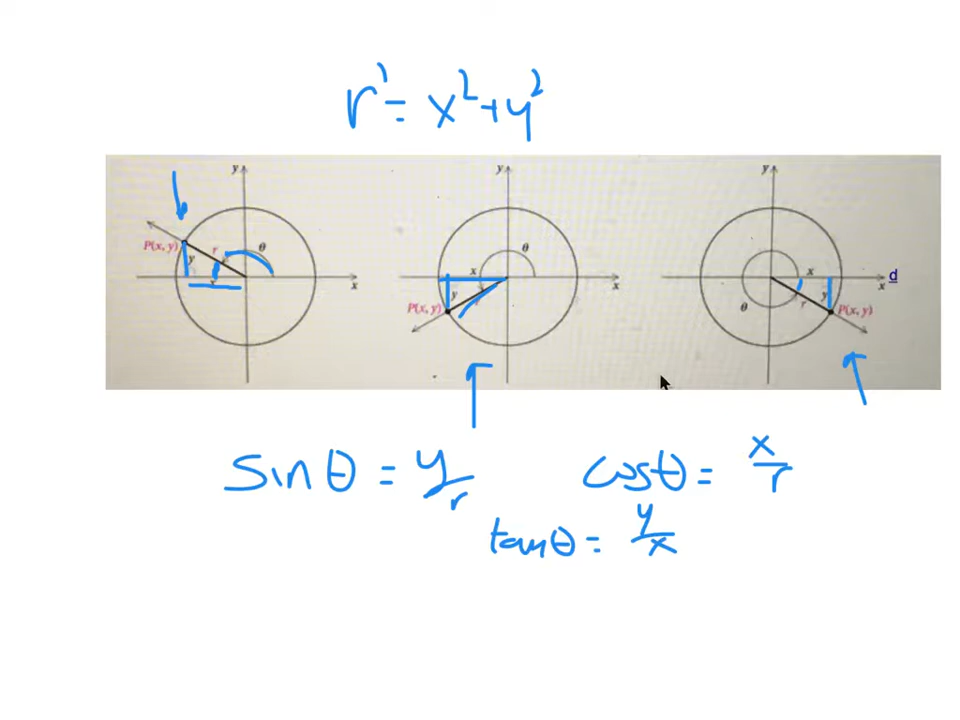 r² = x² + y²
y y y
P(x, y) r θ θ x x d
y x x x
P(x, y) y r θ r y P(x, y)
sin θ = y/r cos θ = x/r
tan θ = y/x